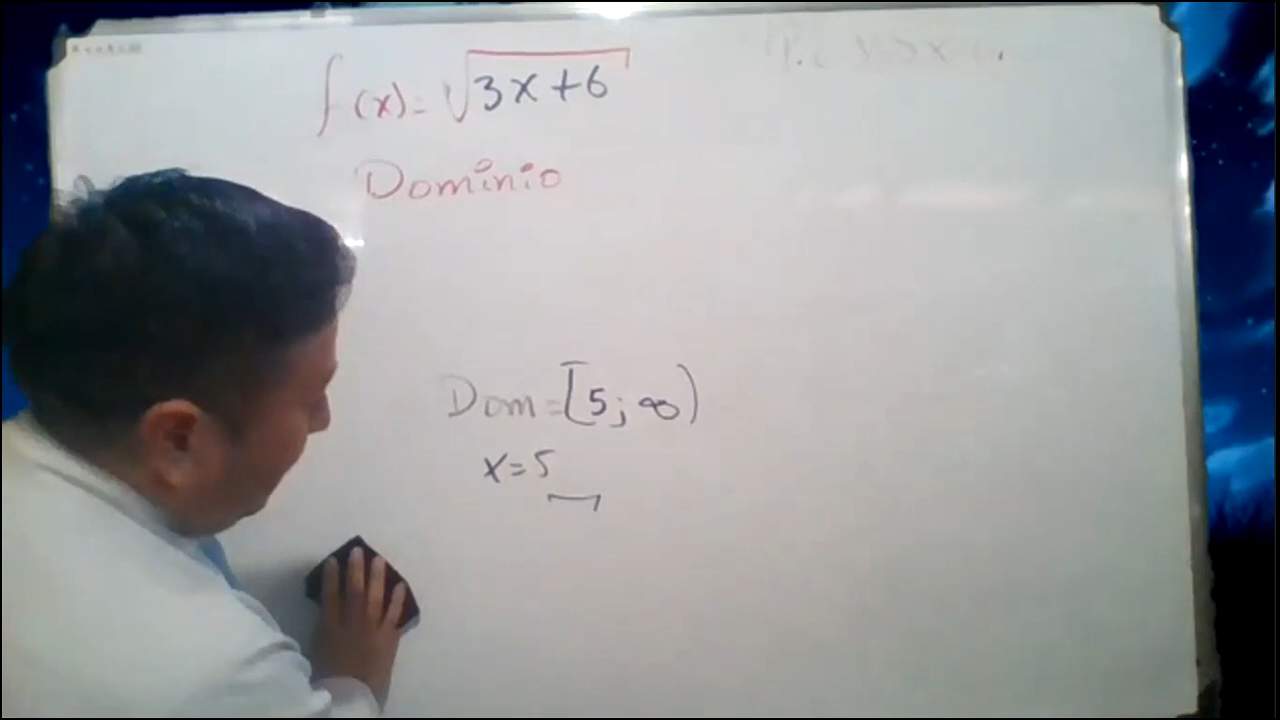 f(x)=√3x+6
Dominio
Dom=[5;∞)
x=5